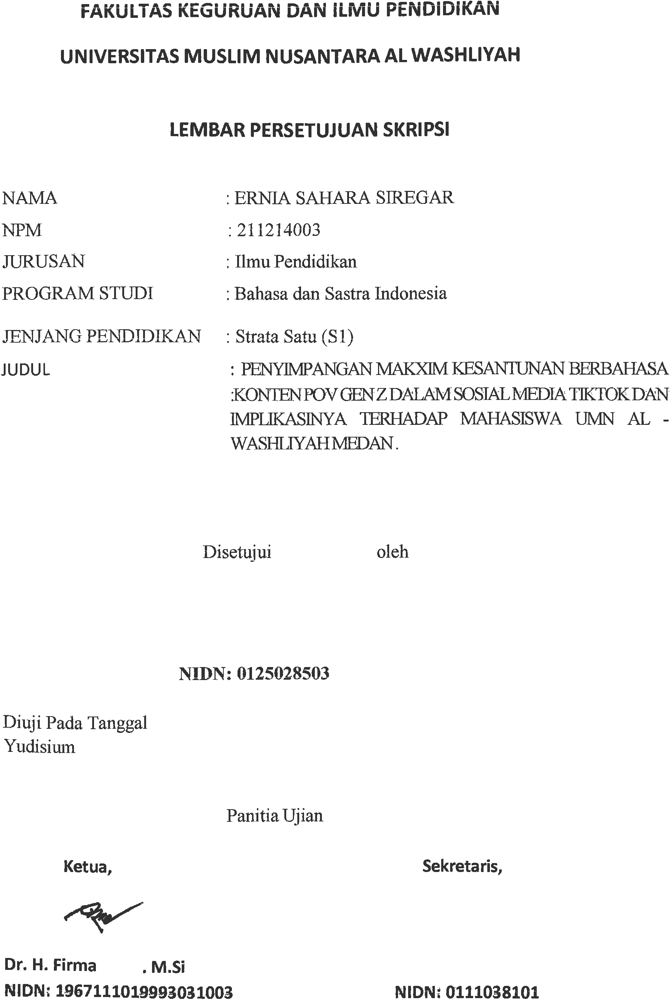 FAKULTAS KEGURUAN DAN ILMU PENDIDIKAN
UNIVERSITAS MUSLIM NUSANTARA AL WASHLIYAH
LEMBAR PERSETUJUAN SKRIPSI
NAMA : ERNIA SAHARA SIREGAR
NPM : 211214003
JURUSAN : Ilmu Pendidikan
PROGRAM STUDI : Bahasa dan Sastra Indonesia
JENJANG PENDIDIKAN : Strata Satu (S1)
JUDUL : PENYIMPANGAN MAKXIM KESANTUNAN BERBAHASA
:KONTEN POV GEN Z DALAM SOSIAL MEDIA TIKTOK DAN
IMPLIKASINYA TERHADAP MAHASISWA UMN AL -
WASHLIYAH MEDAN .
Disetujui oleh
NIDN: 0125028503
Diuji Pada Tanggal
Yudisium
Panitia Ujian
Ketua, Sekretaris,
Dr. H. Firma . M.Si
NIDN: 1967111019993031003 NIDN: 0111038101